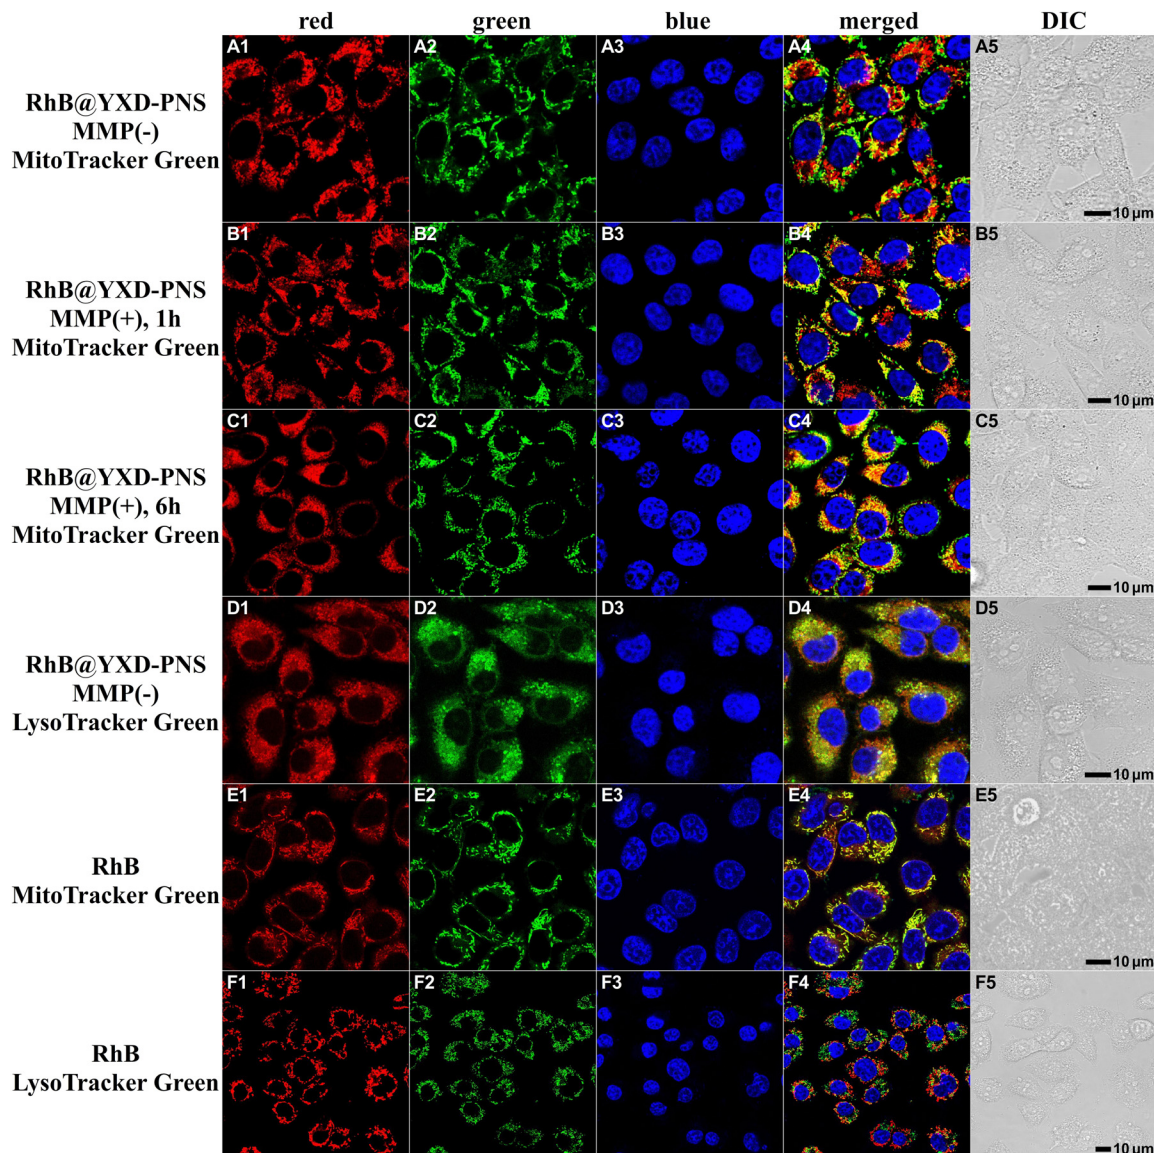 red green blue merged DIC
RhB@YXD-PNS
MMP(-)
MitoTracker Green
A1 A2 A3 A4 A5
10 μm
RhB@YXD-PNS
MMP(+), 1h
MitoTracker Green
B1 B2 B3 B4 B5
10 μm
RhB@YXD-PNS
MMP(+), 6h
MitoTracker Green
C1 C2 C3 C4 C5
10 μm
RhB@YXD-PNS
MMP(-)
LysoTracker Green
D1 D2 D3 D4 D5
10 μm
RhB
MitoTracker Green
E1 E2 E3 E4 E5
10 μm
RhB
LysoTracker Green
F1 F2 F3 F4 F5
10 μm